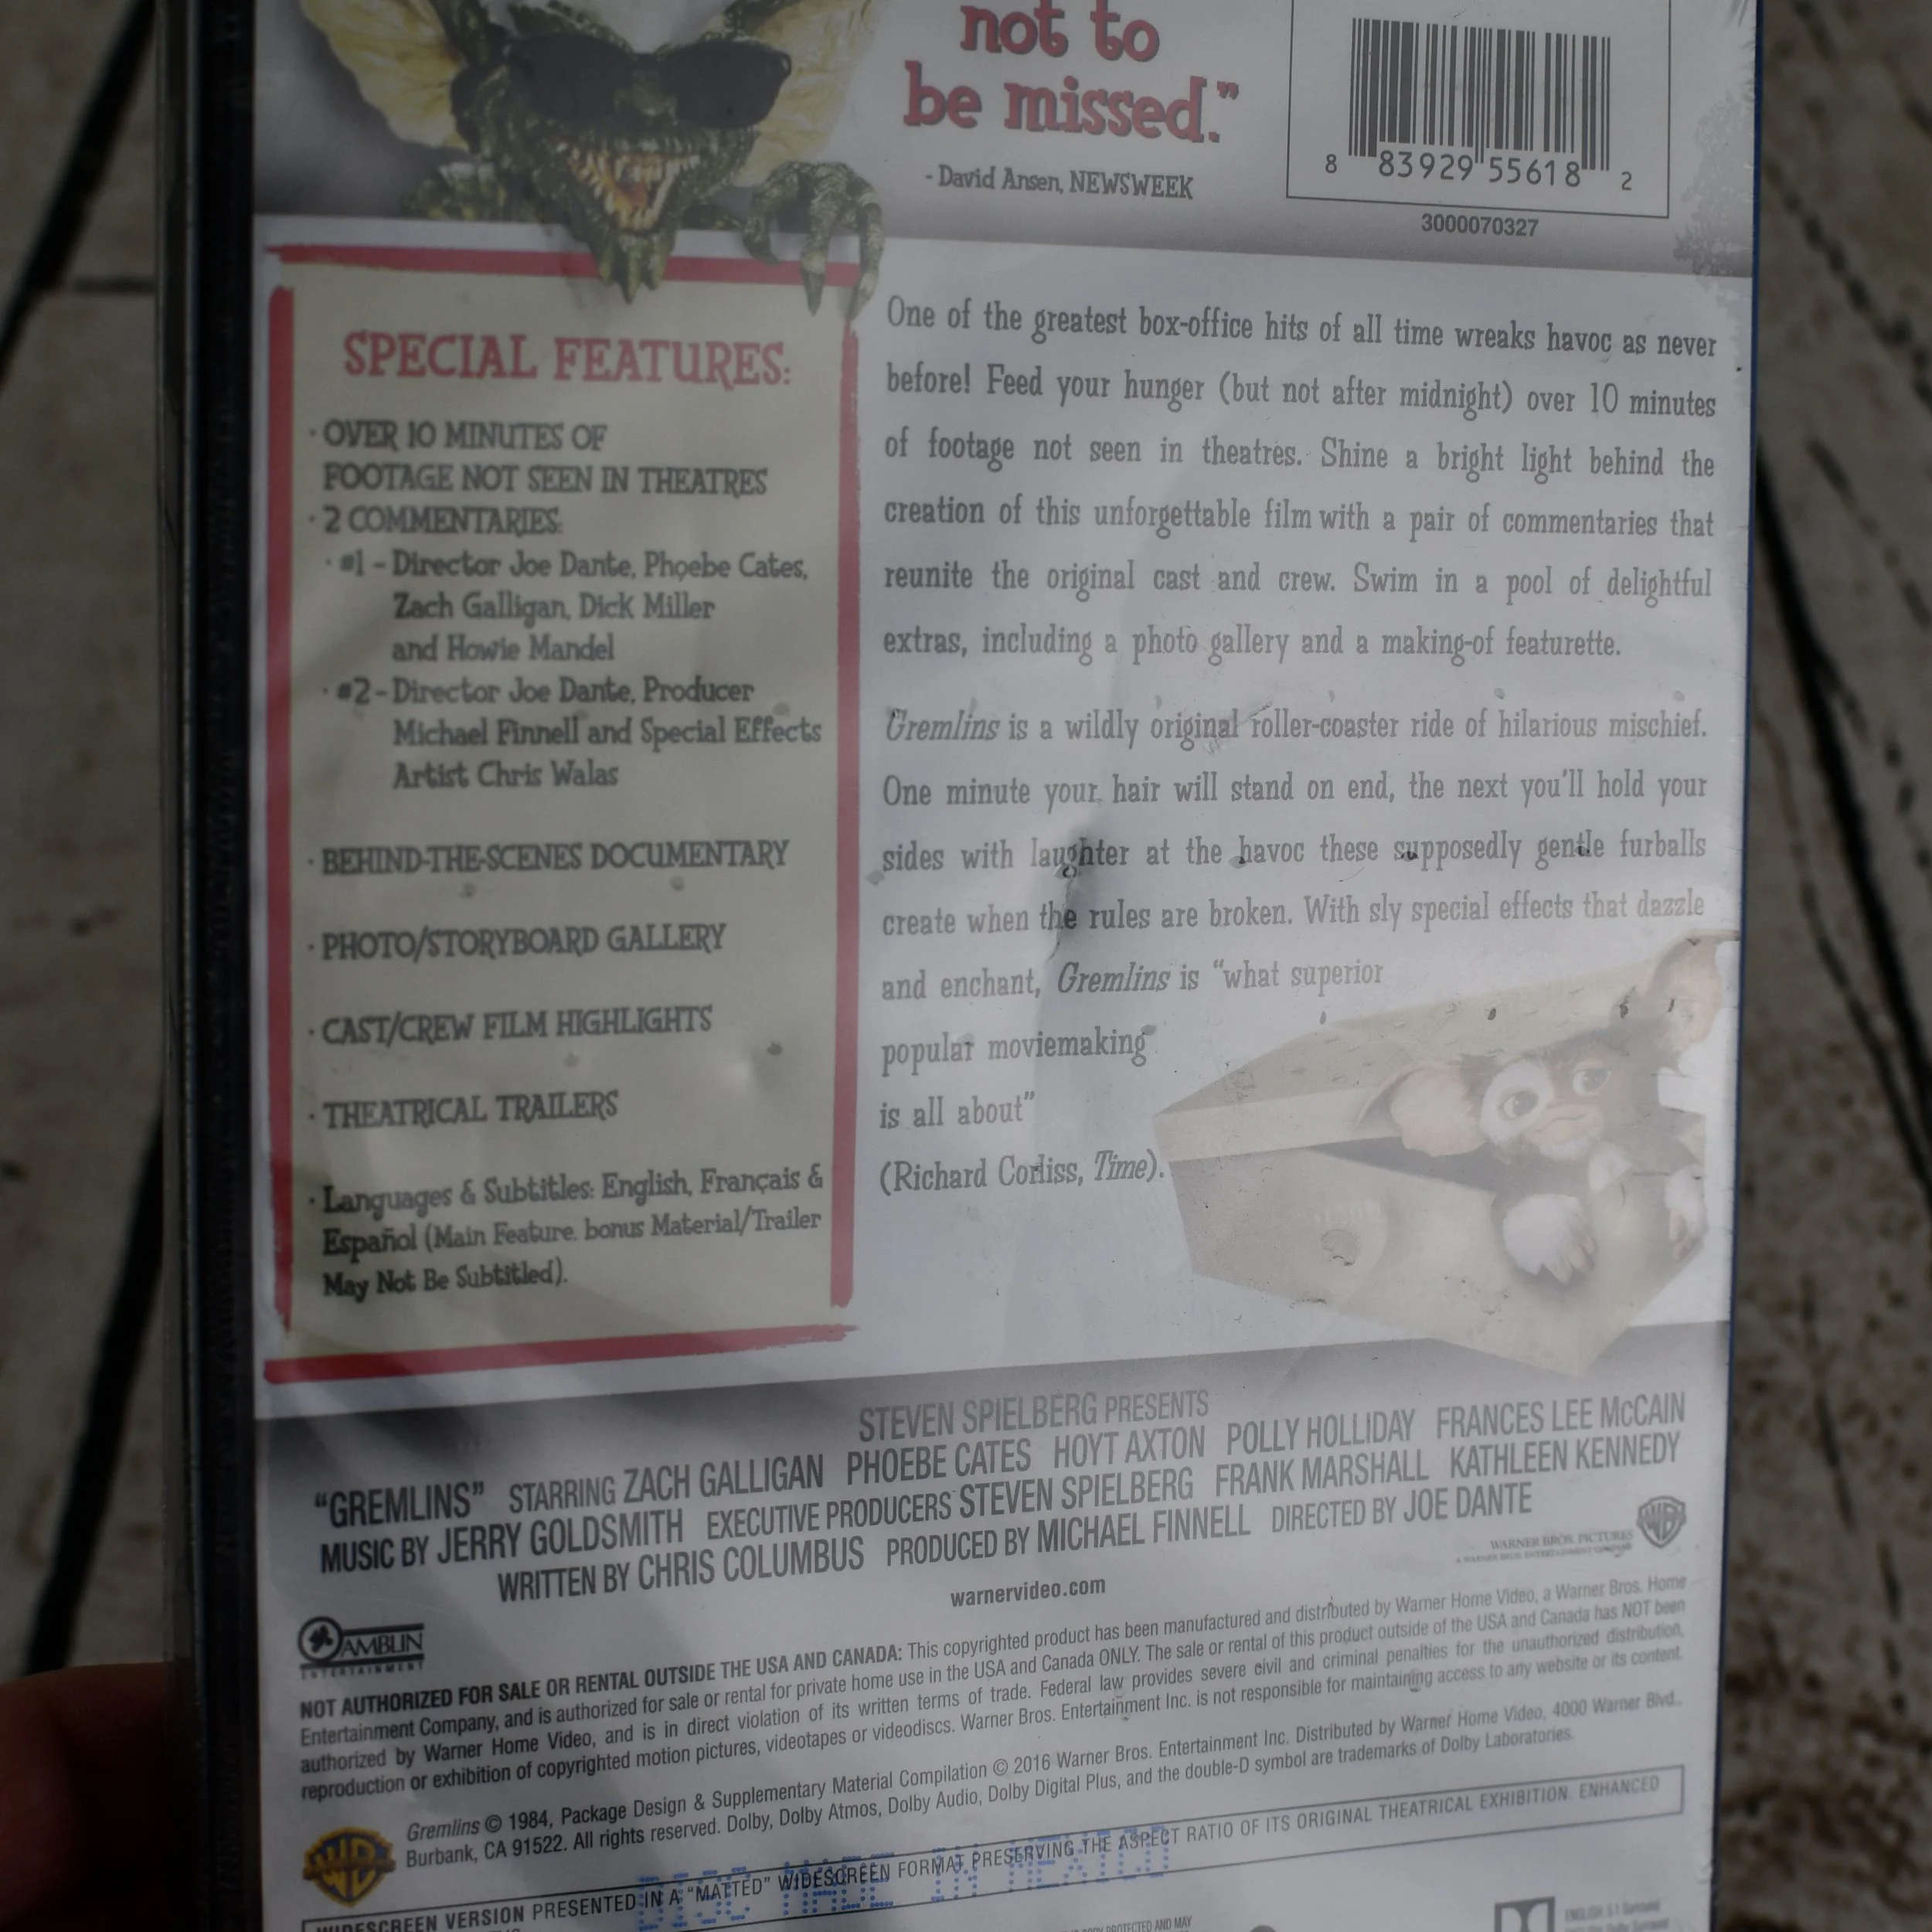 not to
be missed."
- David Ansen, NEWSWEEK
8 83929 55618 2
3000070327
SPECIAL FEATURES:
· OVER 10 MINUTES OF
FOOTAGE NOT SEEN IN THEATRES
· 2 COMMENTARIES:
· #1 - Director Joe Dante, Phoebe Cates,
Zach Galligan, Dick Miller
and Howie Mandel
· #2 - Director Joe Dante, Producer
Michael Finnell and Special Effects
Artist Chris Walas
· BEHIND-THE-SCENES DOCUMENTARY
· PHOTO/STORYBOARD GALLERY
· CAST/CREW FILM HIGHLIGHTS
· THEATRICAL TRAILERS
· Languages & Subtitles: English, Français &
Español (Main Feature. bonus Material/Trailer
May Not Be Subtitled).
One of the greatest box-office hits of all time wreaks havoc as never
before! Feed your hunger (but not after midnight) over 10 minutes
of footage not seen in theatres. Shine a bright light behind the
creation of this unforgettable film with a pair of commentaries that
reunite the original cast and crew. Swim in a pool of delightful
extras, including a photo gallery and a making-of featurette.
Gremlins is a wildly original roller-coaster ride of hilarious mischief.
One minute your hair will stand on end, the next you'll hold your
sides with laughter at the havoc these supposedly gentle furballs
create when the rules are broken. With sly special effects that dazzle
and enchant, Gremlins is "what superior
popular moviemaking
is all about"
(Richard Corliss, Time).
STEVEN SPIELBERG PRESENTS
"GREMLINS" STARRING ZACH GALLIGAN PHOEBE CATES HOYT AXTON POLLY HOLLIDAY FRANCES LEE McCAIN
MUSIC BY JERRY GOLDSMITH EXECUTIVE PRODUCERS STEVEN SPIELBERG FRANK MARSHALL KATHLEEN KENNEDY
WRITTEN BY CHRIS COLUMBUS PRODUCED BY MICHAEL FINNELL DIRECTED BY JOE DANTE
WARNER BROS. PICTURES
A WARNER BROS. ENTERTAINMENT COMPANY
warnervideo.com
AMBLIN
ENTERTAINMENT
NOT AUTHORIZED FOR SALE OR RENTAL OUTSIDE THE USA AND CANADA: This copyrighted product has been manufactured and distributed by Warner Home Video, a Warner Bros. Home
Entertainment Company, and is authorized for sale or rental for private home use in the USA and Canada ONLY. The sale or rental of this product outside of the USA and Canada has NOT been
authorized by Warner Home Video, and is in direct violation of its written terms of trade. Federal law provides severe civil and criminal penalties for the unauthorized distribution,
reproduction or exhibition of copyrighted motion pictures, videotapes or videodiscs. Warner Bros. Entertainment Inc. is not responsible for maintaining access to any website or its content.
Gremlins © 1984, Package Design & Supplementary Material Compilation © 2016 Warner Bros. Entertainment Inc. Distributed by Warner Home Video, 4000 Warner Blvd.,
Burbank, CA 91522. All rights reserved. Dolby, Dolby Atmos, Dolby Audio, Dolby Digital Plus, and the double-D symbol are trademarks of Dolby Laboratories.
WIDESCREEN VERSION PRESENTED IN A "MATTED" WIDESCREEN FORMAT PRESERVING THE ASPECT RATIO OF ITS ORIGINAL THEATRICAL EXHIBITION. ENHANCED
DISC MADE IN MEXICO
PROTECTED AND MAY
ENGLISH 5.1 Surround